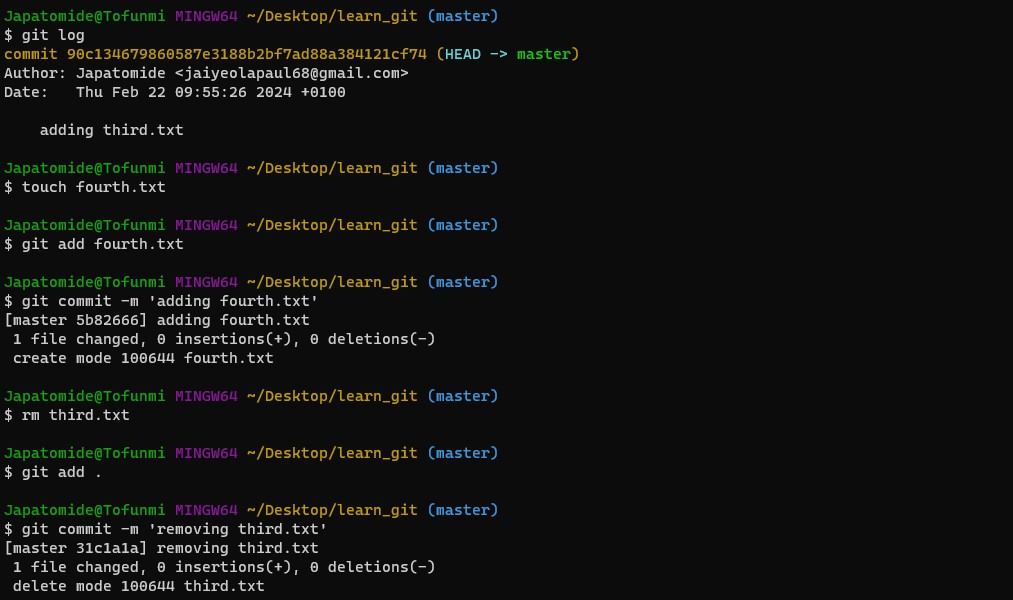 Japatomide@Tofunmi MINGW64 ~/Desktop/learn_git (master)
$ git log
commit 90c134679860587e3188b2bf7ad88a384121cf74 (HEAD -> master)
Author: Japatomide <jaiyeolapaul68@gmail.com>
Date:   Thu Feb 22 09:55:26 2024 +0100

    adding third.txt

Japatomide@Tofunmi MINGW64 ~/Desktop/learn_git (master)
$ touch fourth.txt

Japatomide@Tofunmi MINGW64 ~/Desktop/learn_git (master)
$ git add fourth.txt

Japatomide@Tofunmi MINGW64 ~/Desktop/learn_git (master)
$ git commit -m 'adding fourth.txt'
[master 5b82666] adding fourth.txt
 1 file changed, 0 insertions(+), 0 deletions(-)
 create mode 100644 fourth.txt

Japatomide@Tofunmi MINGW64 ~/Desktop/learn_git (master)
$ rm third.txt

Japatomide@Tofunmi MINGW64 ~/Desktop/learn_git (master)
$ git add .

Japatomide@Tofunmi MINGW64 ~/Desktop/learn_git (master)
$ git commit -m 'removing third.txt'
[master 31c1a1a] removing third.txt
 1 file changed, 0 insertions(+), 0 deletions(-)
 delete mode 100644 third.txt